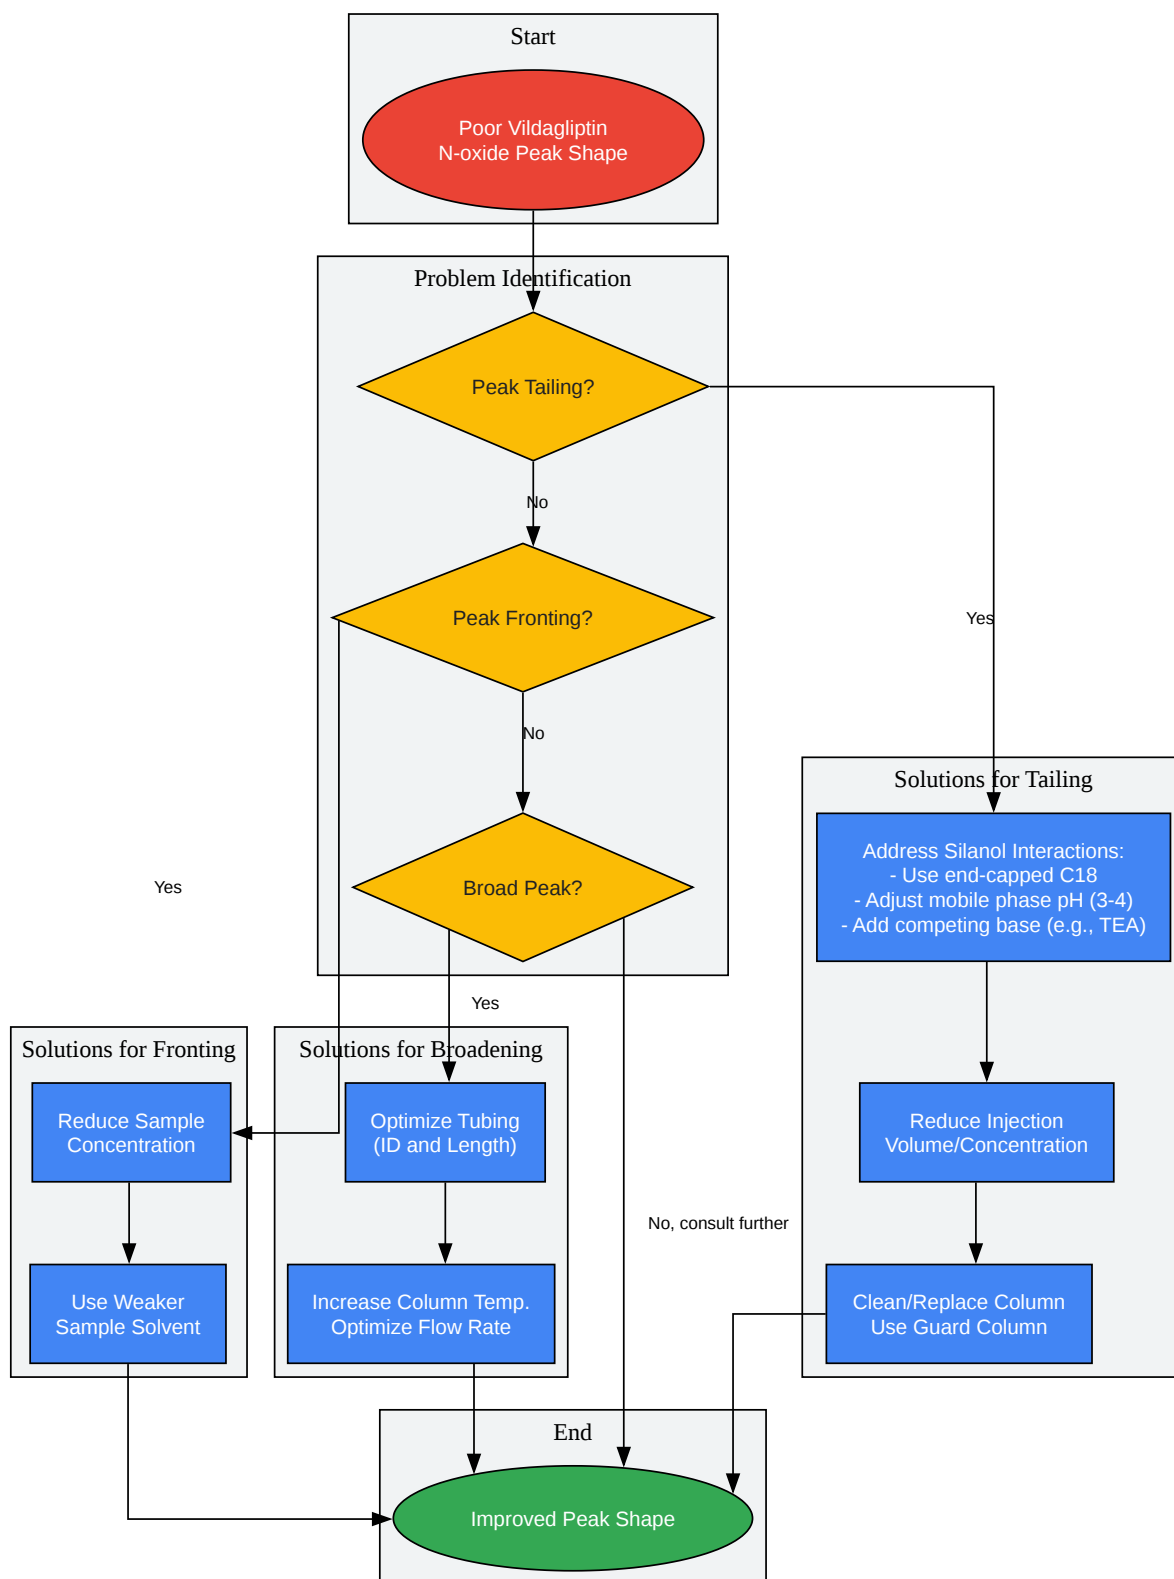 Start
Poor Vildagliptin
N-oxide Peak Shape
Problem Identification
Peak Tailing?
No
Peak Fronting?
Yes
No
Solutions for Tailing
Address Silanol Interactions:
- Use end-capped C18
- Adjust mobile phase pH (3-4)
- Add competing base (e.g., TEA)
Broad Peak?
Yes
Yes
Solutions for Fronting
Solutions for Broadening
Reduce Sample
Concentration
Optimize Tubing
(ID and Length)
Reduce Injection
Volume/Concentration
No, consult further
Use Weaker
Sample Solvent
Increase Column Temp.
Optimize Flow Rate
Clean/Replace Column
Use Guard Column
End
Improved Peak Shape